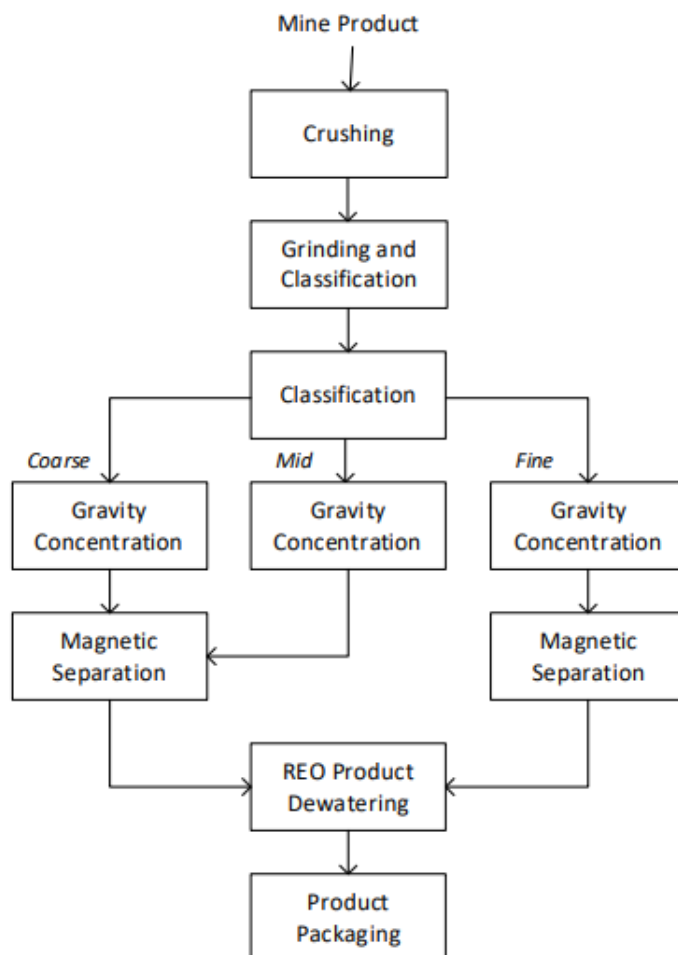 Mine Product
Crushing
Grinding and
Classification
Classification
Coarse
Mid
Fine
Gravity
Concentration
Gravity
Concentration
Gravity
Concentration
Magnetic
Separation
Magnetic
Separation
REO Product
Dewatering
Product
Packaging